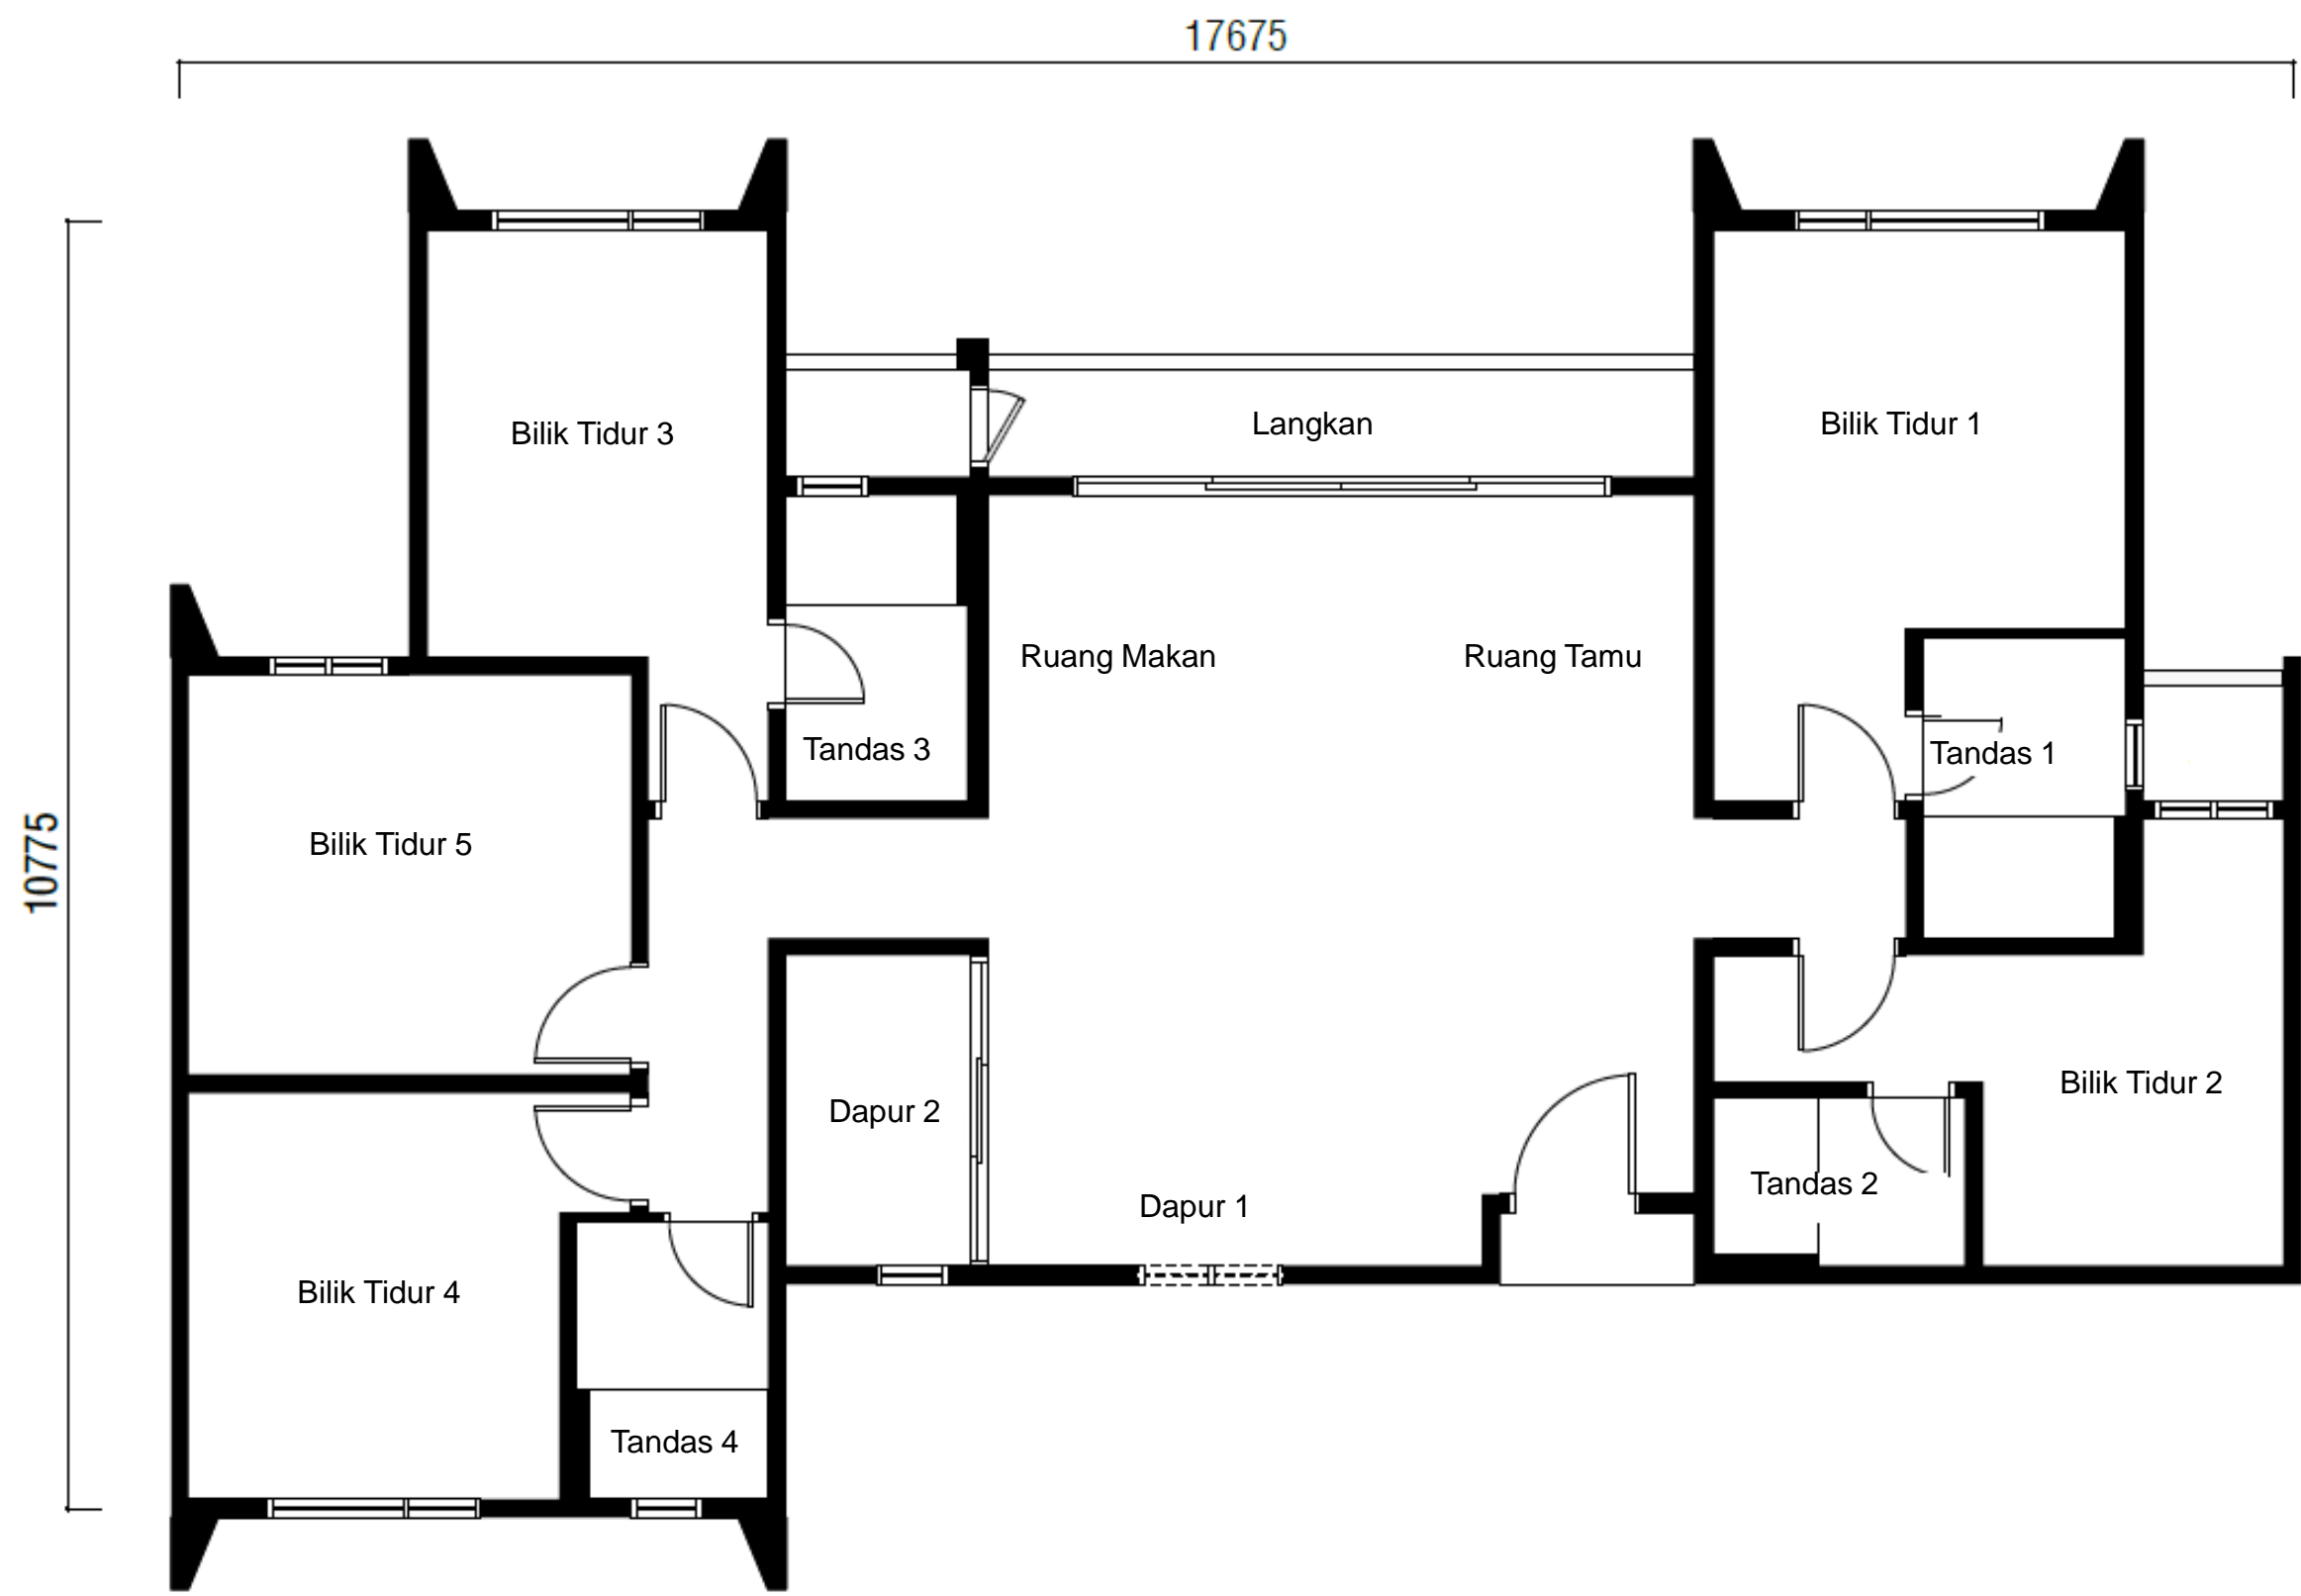 17675
Bilik Tidur 3
Langkan
Bilik Tidur 1
Ruang Makan
Ruang Tamu
Tandas 3
Tandas 1
10775
Bilik Tidur 5
Bilik Tidur 2
Dapur 2
Tandas 2
Dapur 1
Bilik Tidur 4
Tandas 4